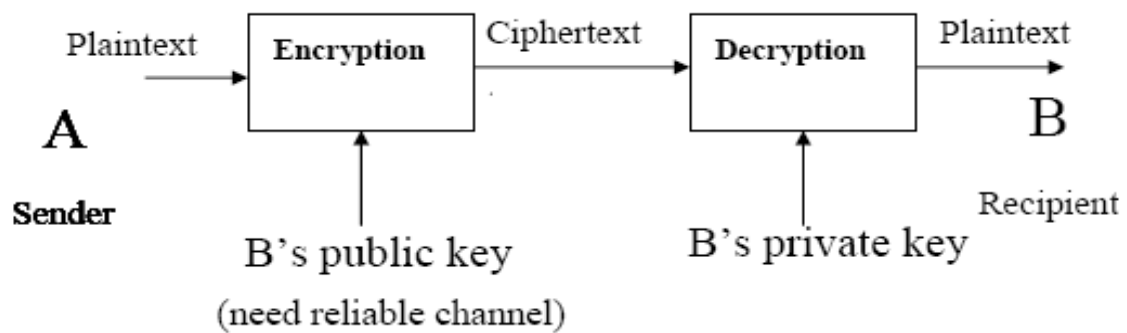 Plaintext
Encryption
Ciphertext
Decryption
Plaintext
A
B
Sender
Recipient
B's public key
B's private key
(need reliable channel)